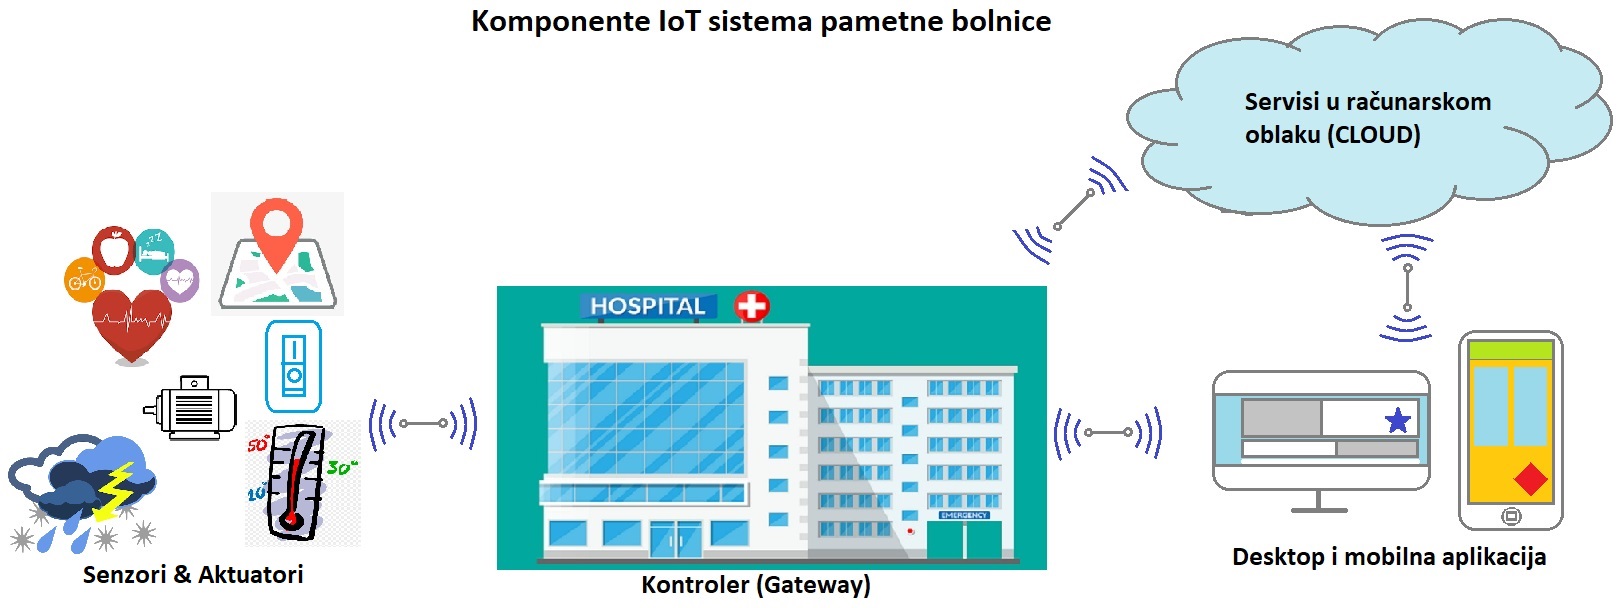 Komponente IoT sistema pametne bolnice
Servisi u računarskom
oblaku (CLOUD)
HOSPITAL
50°
30°
10°
EMERGENCY
Senzori & Aktuatori
Kontroler (Gateway)
Desktop i mobilna aplikacija